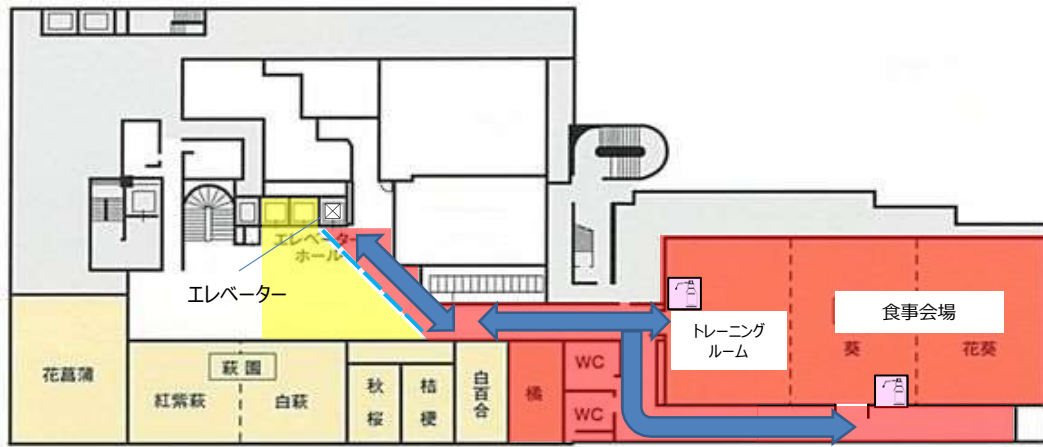 エレベーター
ホール
エレベーター
トレーニング
ルーム
食事会場
葵
花葵
花菖蒲
萩園
紅紫萩
白萩
秋桜
桔梗
白百合
橘
WC
WC